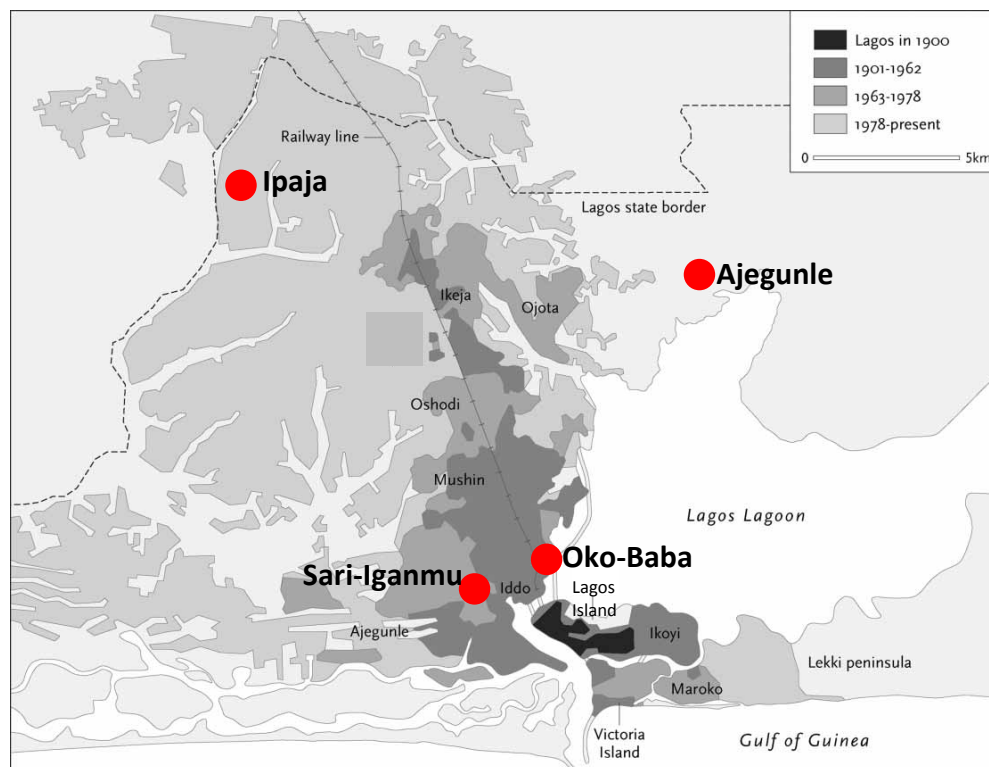 Lagos in 1900
1901-1962
1963-1978
1978-present
0 5km
Railway line
Ipaja
Lagos state border
Ajegunle
Ikeja
Ojota
Oshodi
Mushin
Lagos Lagoon
Oko-Baba
Sari-Iganmu
Iddo
Lagos
Island
Ajegunle
Ikoyi
Lekki peninsula
Maroko
Victoria
Island
Gulf of Guinea